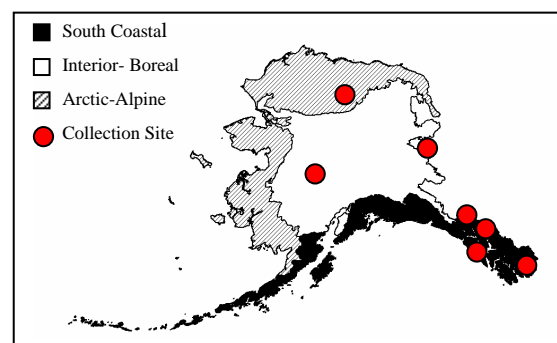 South Coastal
Interior- Boreal
Arctic-Alpine
Collection Site